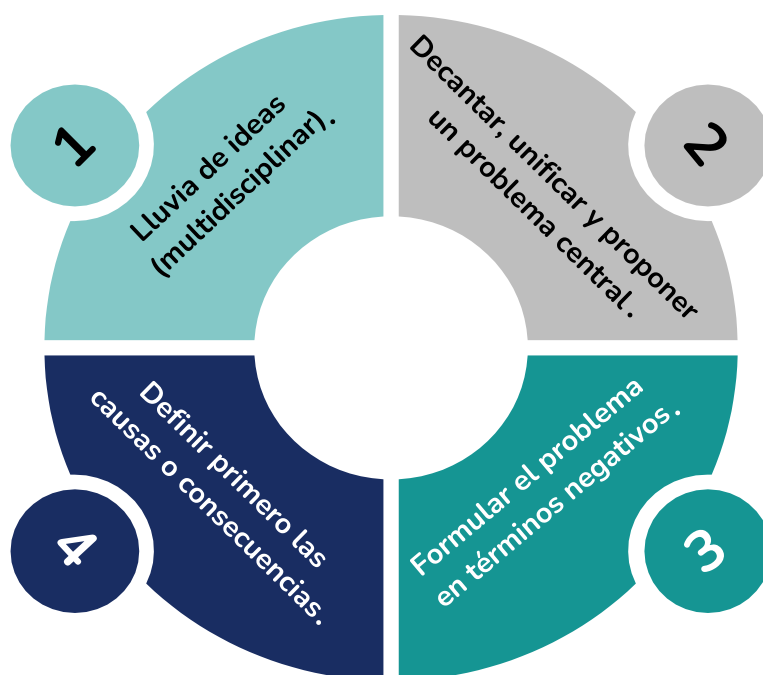 1
Lluvia de ideas
(multidisciplinar).
2
Decantar, unificar y proponer
un problema central.
3
Formular el problema
en términos negativos.
4
Definir primero las
causas o consecuencias.